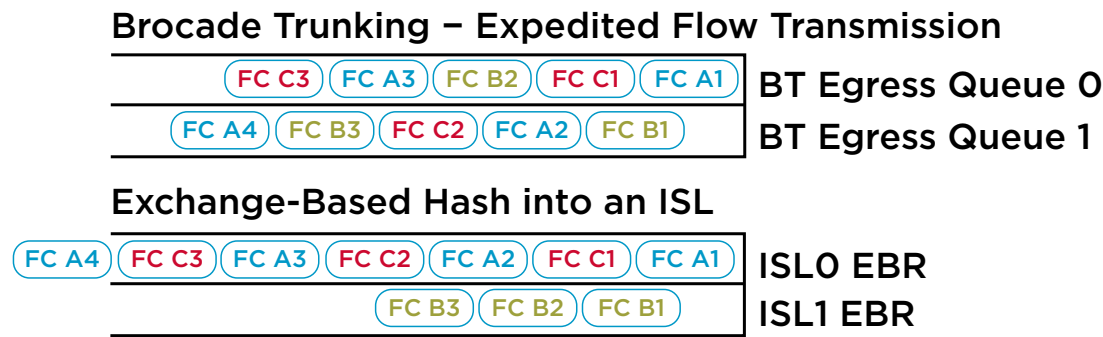 Brocade Trunking – Expedited Flow Transmission
FC C3 FC A3 FC B2 FC C1 FC A1 BT Egress Queue 0
FC A4 FC B3 FC C2 FC A2 FC B1 BT Egress Queue 1
Exchange-Based Hash into an ISL
FC A4 FC C3 FC A3 FC C2 FC A2 FC C1 FC A1 ISL0 EBR
FC B3 FC B2 FC B1 ISL1 EBR